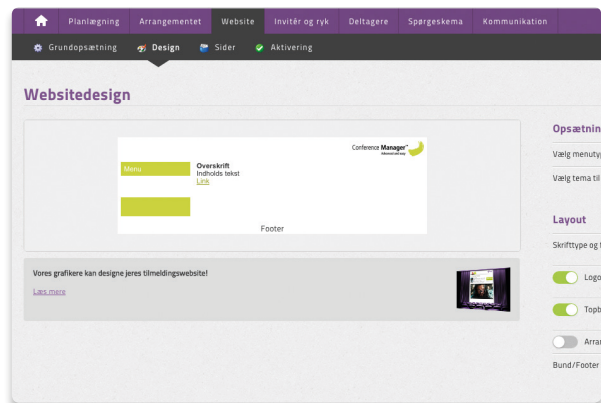 Planlægning Arrangementet Website Invitér og ryk Deltagere Spørgeskema Kommunikation
Grundopsætning Design Sider Aktivering
Websitedesign
Conference Manager
Menu
Overskrift
Indholds tekst
Link
Footer
Vores grafikere kan designe jeres tilmeldingswebsite!
Læs mere
Opsætnin
Vælg menutyp
Vælg tema til
Layout
Skrifttype og f
Logo
Topb
Arran
Bund/Footer